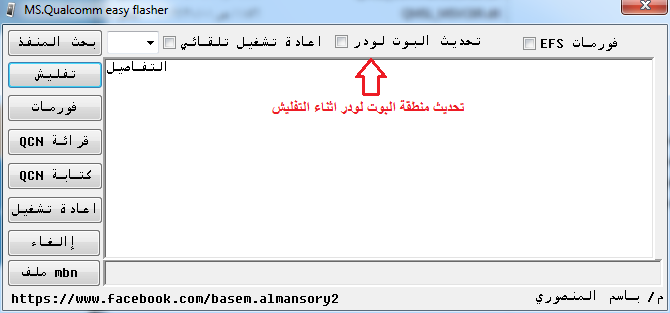 MS.Qualcomm easy flasher
بحث المنفذ
اعادة تشغيل تلقائي
تحديث البوت لودر
فورمات EFS
تفليش
التفاصيل
تحديث منطقة البوت لودر اثناء التفليش
فورمات
قرائة QCN
كتابة QCN
اعادة تشغيل
إالغاء
ملف mbn
https://www.facebook.com/basem.almansory2
م/ باسم المنصوري